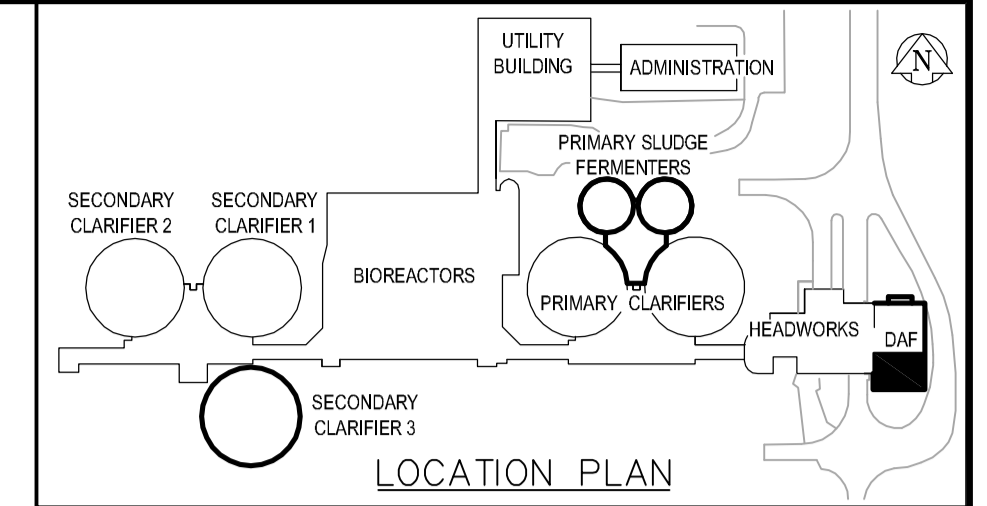 UTILITY
BUILDING
ADMINISTRATION
N
PRIMARY SLUDGE
FERMENTERS
SECONDARY
CLARIFIER 2
SECONDARY
CLARIFIER 1
BIOREACTORS
PRIMARY CLARIFIERS
HEADWORKS
DAF
SECONDARY
CLARIFIER 3
LOCATION PLAN